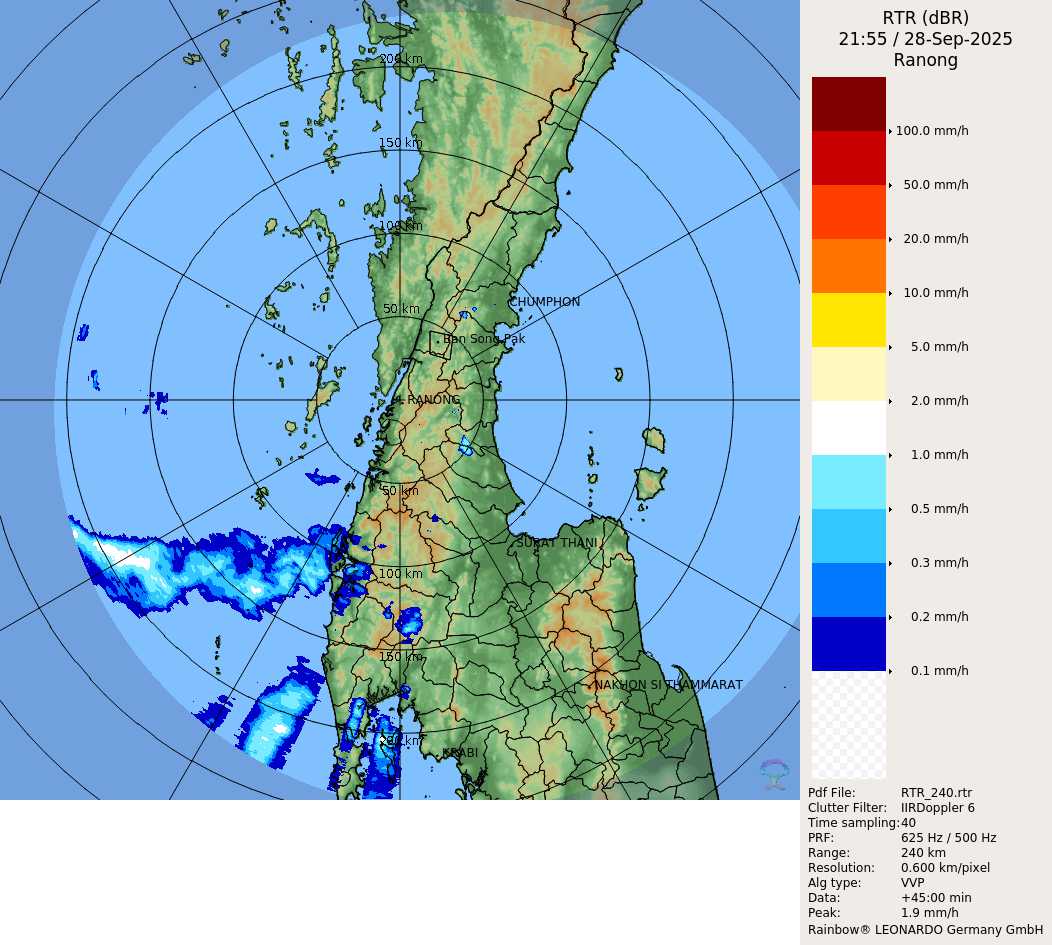 200 km
150 km
100 km
CHUMPHON
50 km
Ban Song Pak
RANONG
50 km
SURAT THANI
100 km
150 km
NAKHON SI THAMMARAT
200 km
KRABI
RTR (dBR)
21:55 / 28-Sep-2025
Ranong
100.0 mm/h
50.0 mm/h
20.0 mm/h
10.0 mm/h
5.0 mm/h
2.0 mm/h
1.0 mm/h
0.5 mm/h
0.3 mm/h
0.2 mm/h
0.1 mm/h
Pdf File: RTR_240.rtr
Clutter Filter: IIRDoppler 6
Time sampling:40
PRF: 625 Hz / 500 Hz
Range: 240 km
Resolution: 0.600 km/pixel
Alg type: VVP
Data: +45:00 min
Peak: 1.9 mm/h
Rainbow® LEONARDO Germany GmbH